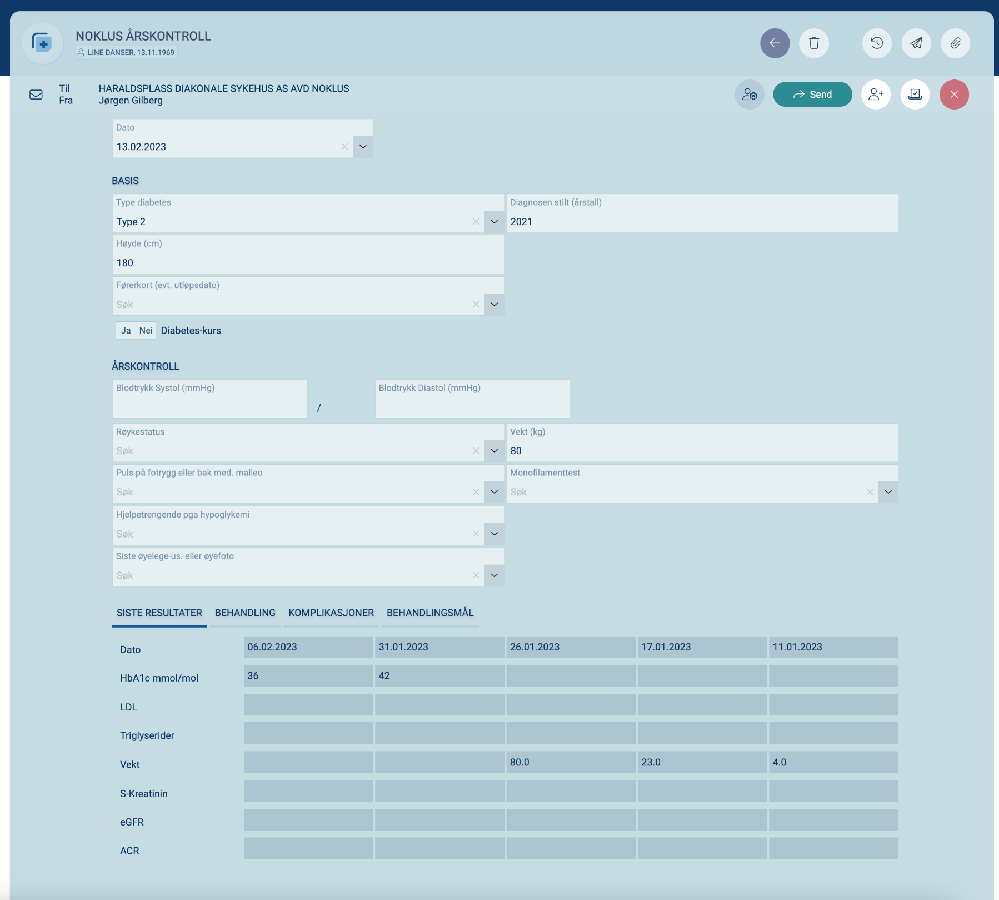 NOKLUS ÅRSKONTROLL
LINE DANSER, 13.11.1969
Til HARALDSPLASS DIAKONALE SYKEHUS AS AVD NOKLUS
Fra Jørgen Gilberg
Send
Dato
13.02.2023
BASIS
Type diabetes
Type 2
Diagnosen stilt (årstall)
2021
Høyde (cm)
180
Førerkort (evt. utløpsdato)
Søk
Ja Nei Diabetes-kurs
ÅRSKONTROLL
Blodtrykk Systol (mmHg)
/
Blodtrykk Diastol (mmHg)
Røykestatus
Søk
Vekt (kg)
80
Puls på fotrygg eller bak med. malleo
Søk
Monofilamenttest
Søk
Hjelpetrengende pga hypoglykemi
Søk
Siste øyelege-us. eller øyefoto
Søk
SISTE RESULTATER BEHANDLING KOMPLIKASJONER BEHANDLINGSMÅL
Dato 06.02.2023 31.01.2023 26.01.2023 17.01.2023 11.01.2023
HbA1c mmol/mol 36 42
LDL
Triglyserider
Vekt 80.0 23.0 4.0
S-Kreatinin
eGFR
ACR